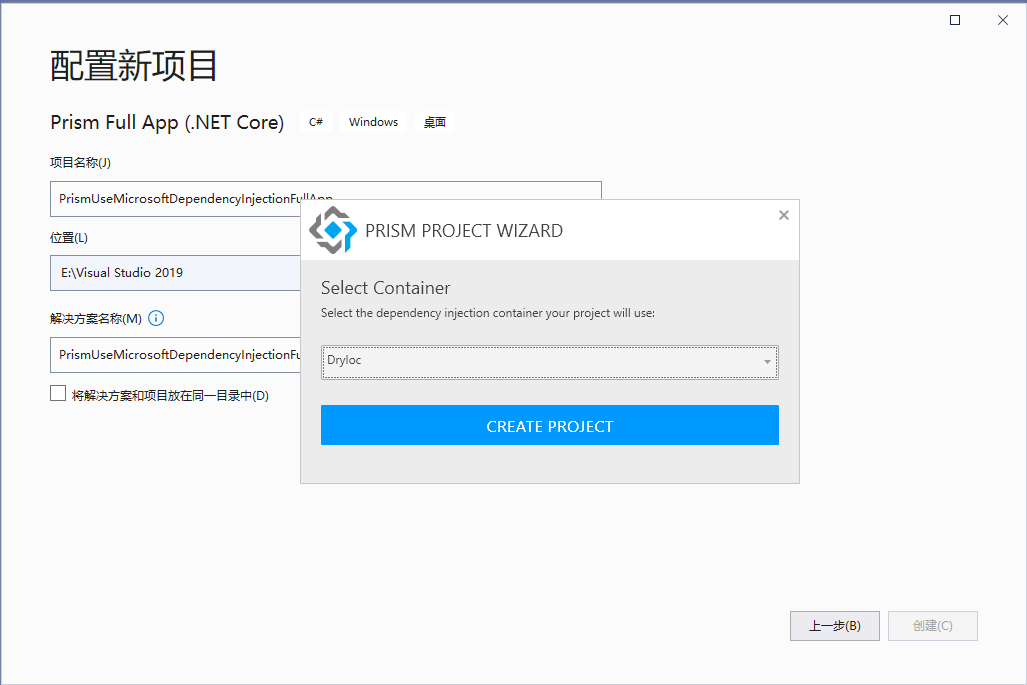 配置新项目
Prism Full App (.NET Core)
C#
Windows
桌面
项目名称(J)
PrismUseMicrosoftDependencyInjectionFullApp
位置(L)
E:\Visual Studio 2019
解决方案名称(M)
PrismUseMicrosoftDependencyInjectionFu
将解决方案和项目放在同一目录中(D)
PRISM PROJECT WIZARD
Select Container
Select the dependency injection container your project will use:
DryIoc
CREATE PROJECT
上一步(B)
创建(C)